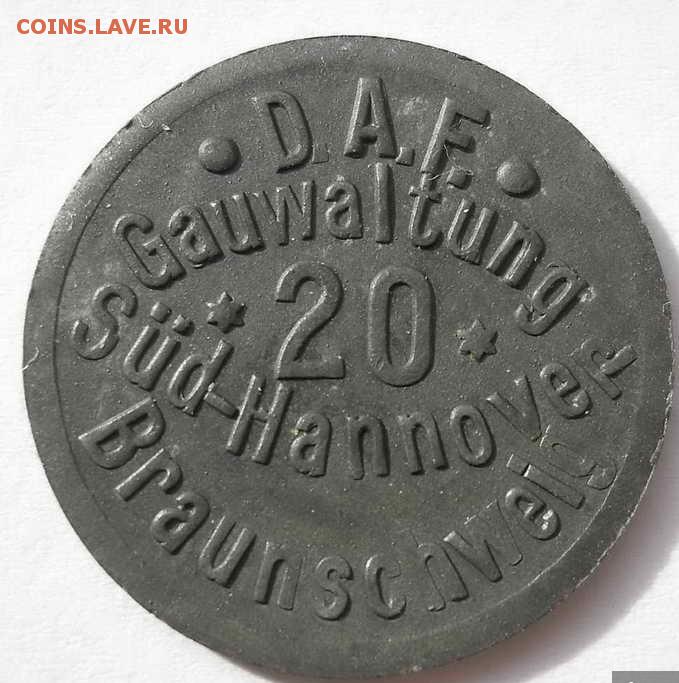 COINS.LAVE.RU
• D.A.F. •
Gauwaltung
* 20 *
Süd-Hannover
Braunschweig